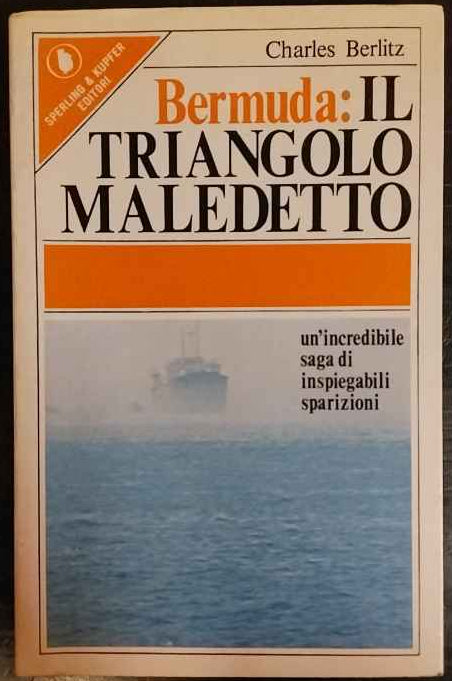 SPERLING & KUPFER
EDITORI
Charles Berlitz
Bermuda: IL
TRIANGOLO
MALEDETTO
un'incredibile
saga di
inspiegabili
sparizioni